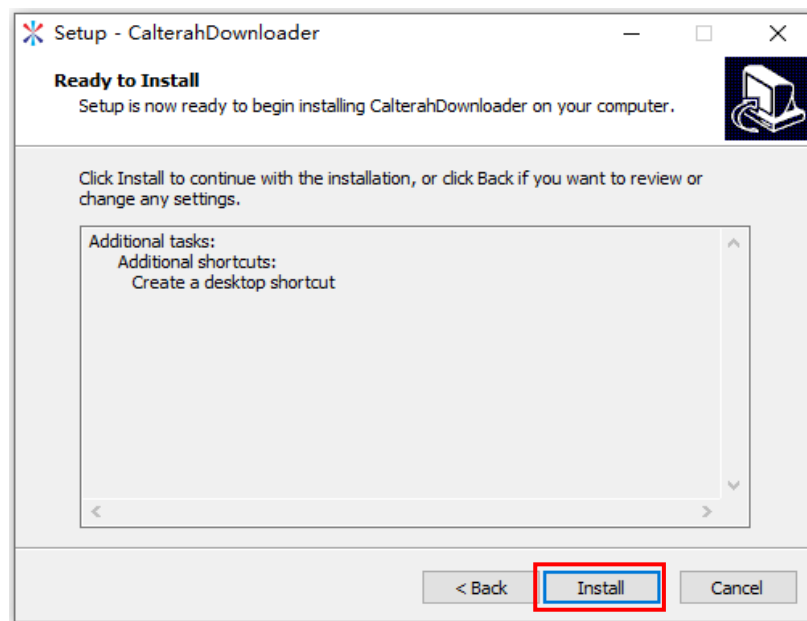 Setup - CalterahDownloader
Ready to Install
Setup is now ready to begin installing CalterahDownloader on your computer.
Click Install to continue with the installation, or click Back if you want to review or
change any settings.
Additional tasks:
Additional shortcuts:
Create a desktop shortcut
< Back
Install
Cancel